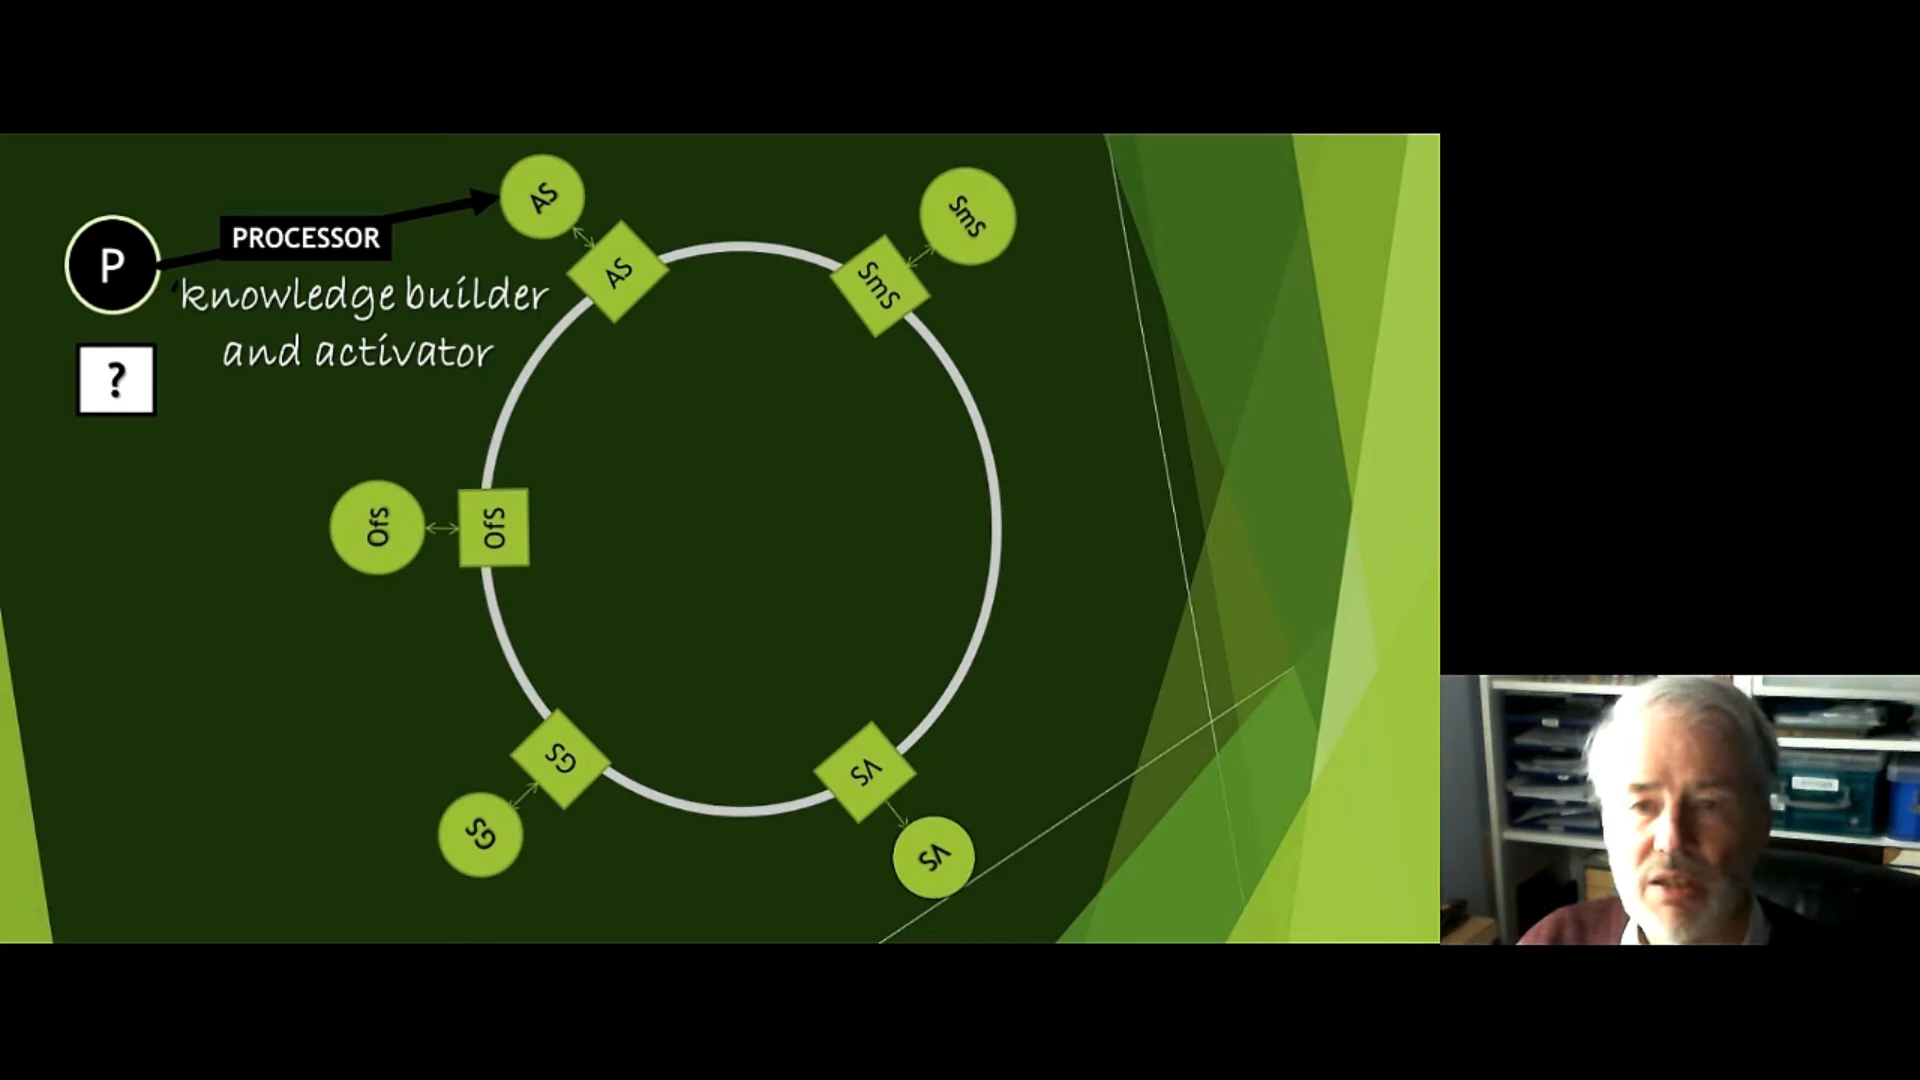 P
PROCESSOR
knowledge builder
and activator
?
AS
AS
SmS
SmS
OfS
OfS
GS
GS
VS
VS